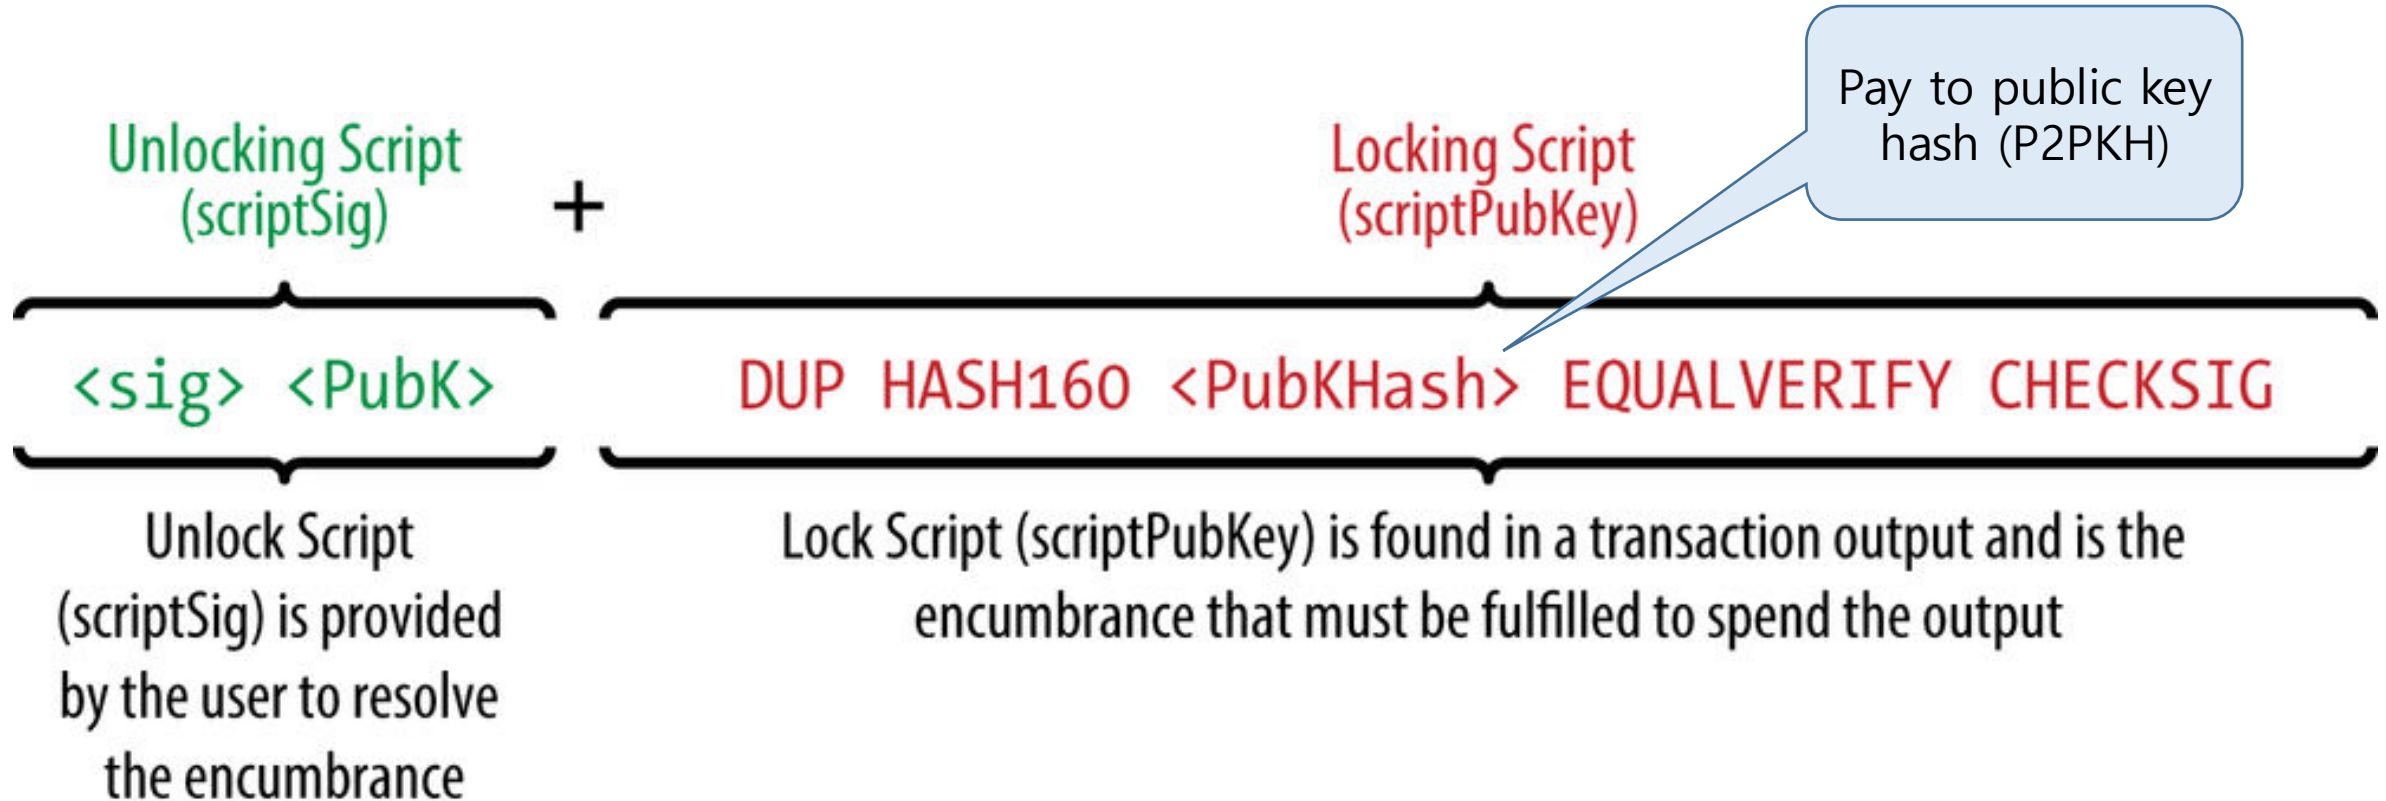 Pay to public key
hash (P2PKH)
Unlocking Script
(scriptSig)
+
Locking Script
(scriptPubKey)
<sig> <PubK>
DUP HASH160 <PubKHash> EQUALVERIFY CHECKSIG
Unlock Script
(scriptSig) is provided
by the user to resolve
the encumbrance
Lock Script (scriptPubKey) is found in a transaction output and is the
encumbrance that must be fulfilled to spend the output